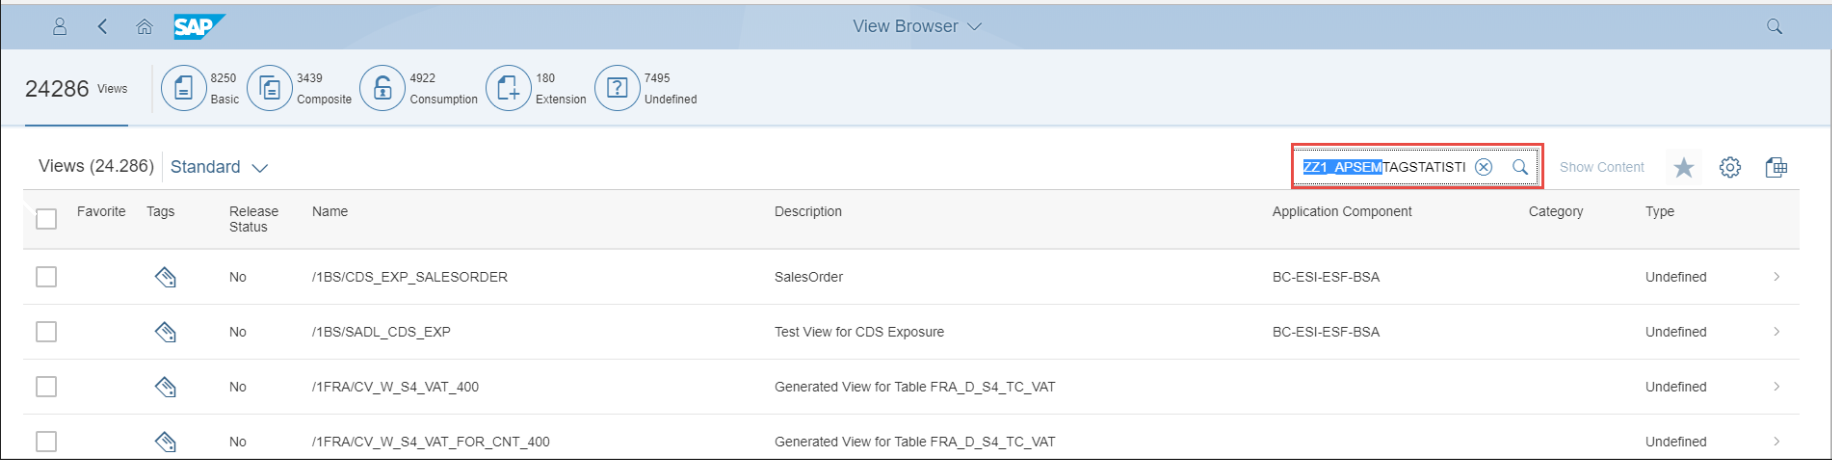 SAP View Browser
24286 Views 8250 Basic 3439 Composite 4922 Consumption 180 Extension 7495 Undefined
Views (24.286) Standard ZZ1_APSEMTAGSTATISTI Show Content
Favorite Tags Release Status Name Description Application Component Category Type
No /1BS/CDS_EXP_SALESORDER SalesOrder BC-ESI-ESF-BSA Undefined
No /1BS/SADL_CDS_EXP Test View for CDS Exposure BC-ESI-ESF-BSA Undefined
No /1FRA/CV_W_S4_VAT_400 Generated View for Table FRA_D_S4_TC_VAT Undefined
No /1FRA/CV_W_S4_VAT_FOR_CNT_400 Generated View for Table FRA_D_S4_TC_VAT Undefined